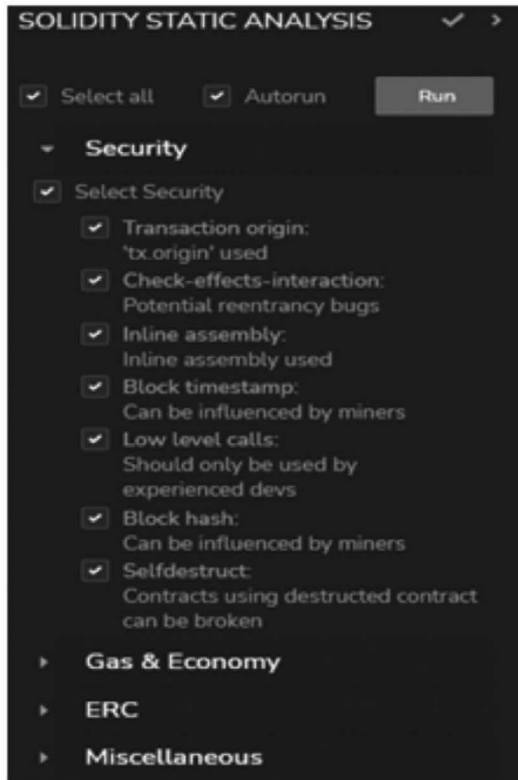 SOLIDITY STATIC ANALYSIS
Select all Autorun Run
Security
Select Security
Transaction origin:
'tx.origin' used
Check-effects-interaction:
Potential reentrancy bugs
Inline assembly:
Inline assembly used
Block timestamp:
Can be influenced by miners
Low level calls:
Should only be used by
experienced devs
Block hash:
Can be influenced by miners
Selfdestruct:
Contracts using destructed contract
can be broken
Gas & Economy
ERC
Miscellaneous